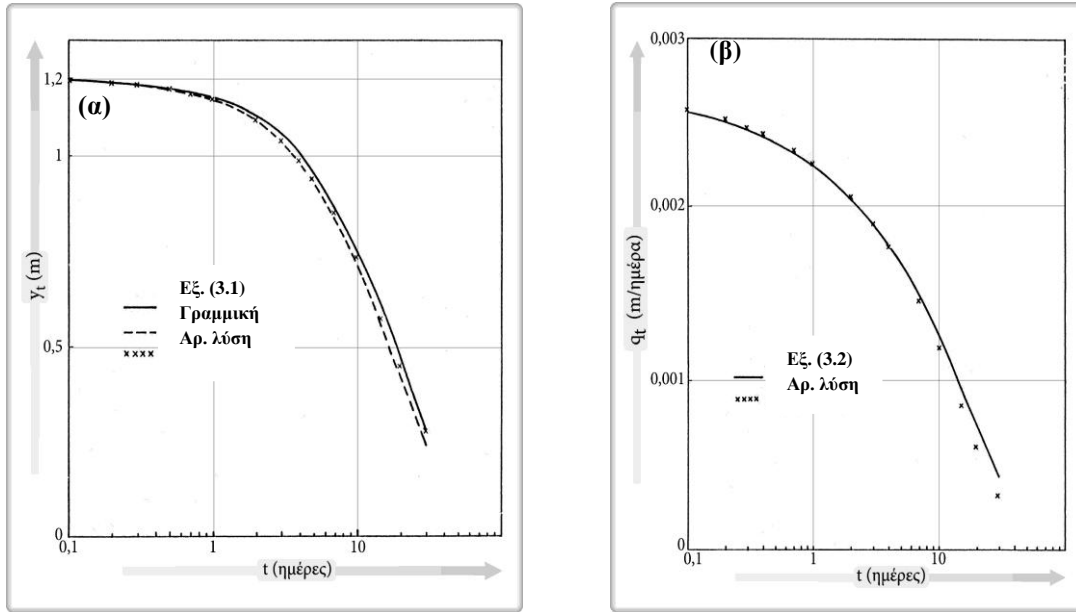 (α)
1,2
1
0,5
0
y_t (m)
Εξ. (3.1)
Γραμμική
Αρ. λύση
0,1
1
10
t (ημέρες)
(β)
0,003
0,002
0,001
0
q_t (m/ημέρα)
Εξ. (3.2)
Αρ. λύση
0,1
1
10
t (ημέρες)